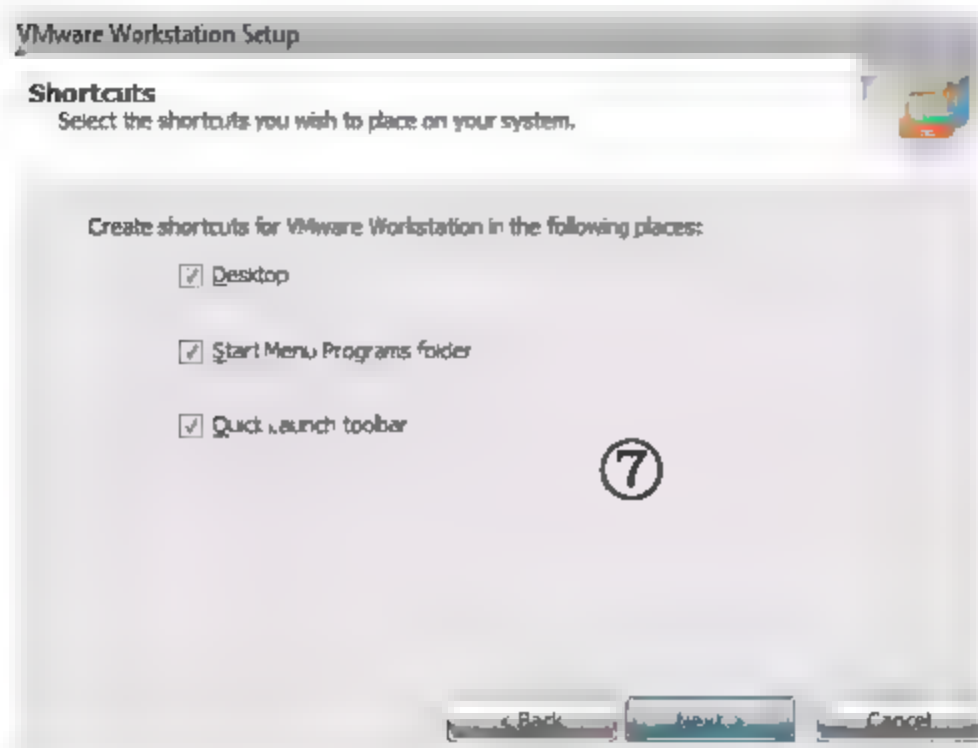 VMware Workstation Setup
Shortcuts
Select the shortcuts you wish to place on your system.
Create shortcuts for VMware Workstation in the following places:
Desktop
Start Menu Programs folder
Quick Launch toolbar
⑦
< Back Next > Cancel